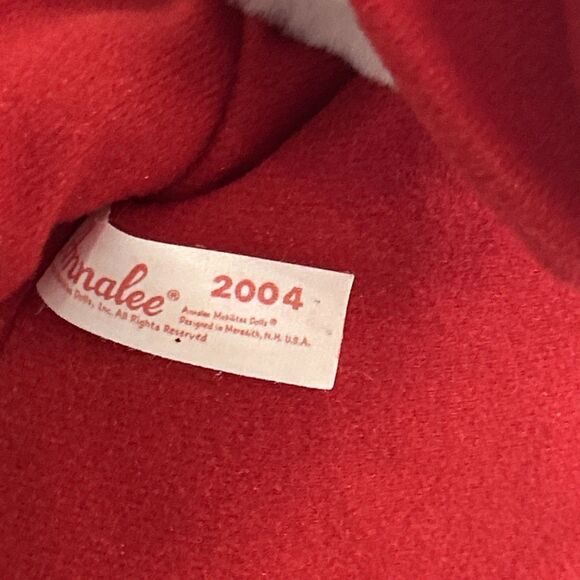 nnalee® 2004
Annalee Mobilitee Dolls®
Dolls, Inc. All Rights Designed in Meredith, N.H. U.S.A.
Reserved